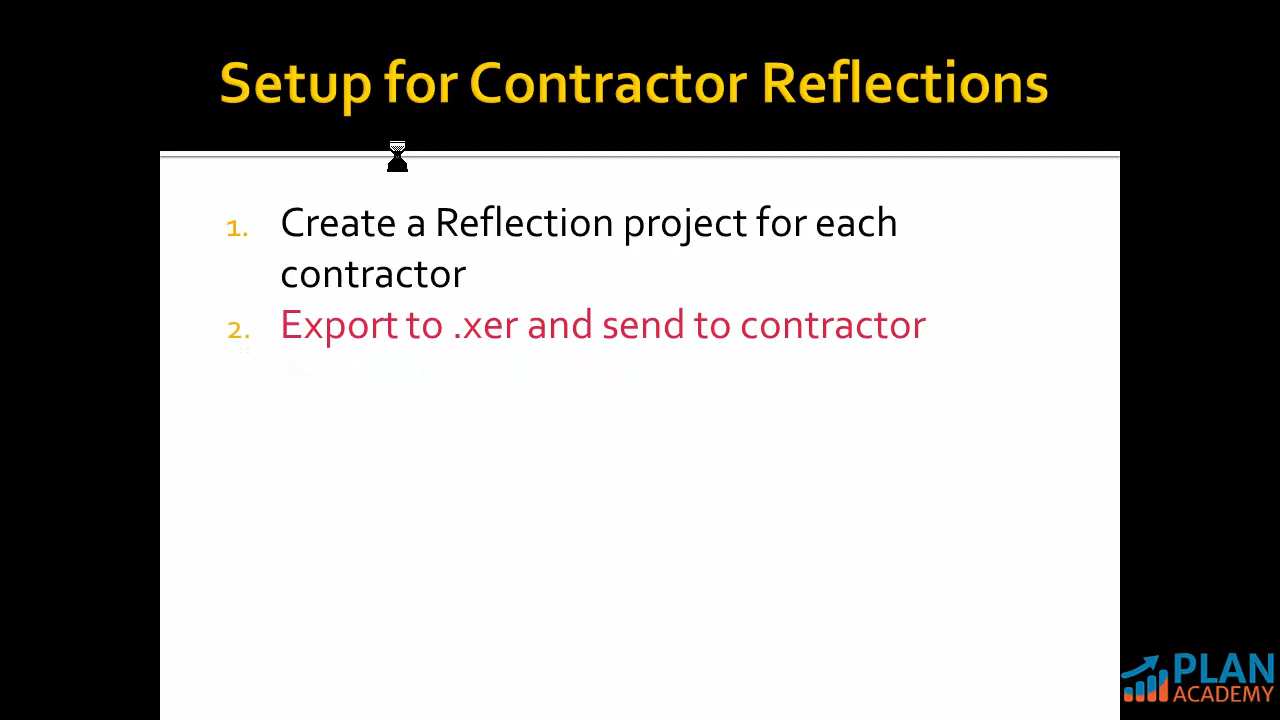 Setup for Contractor Reflections
1. Create a Reflection project for each
contractor
2. Export to .xer and send to contractor
PLAN
ACADEMY